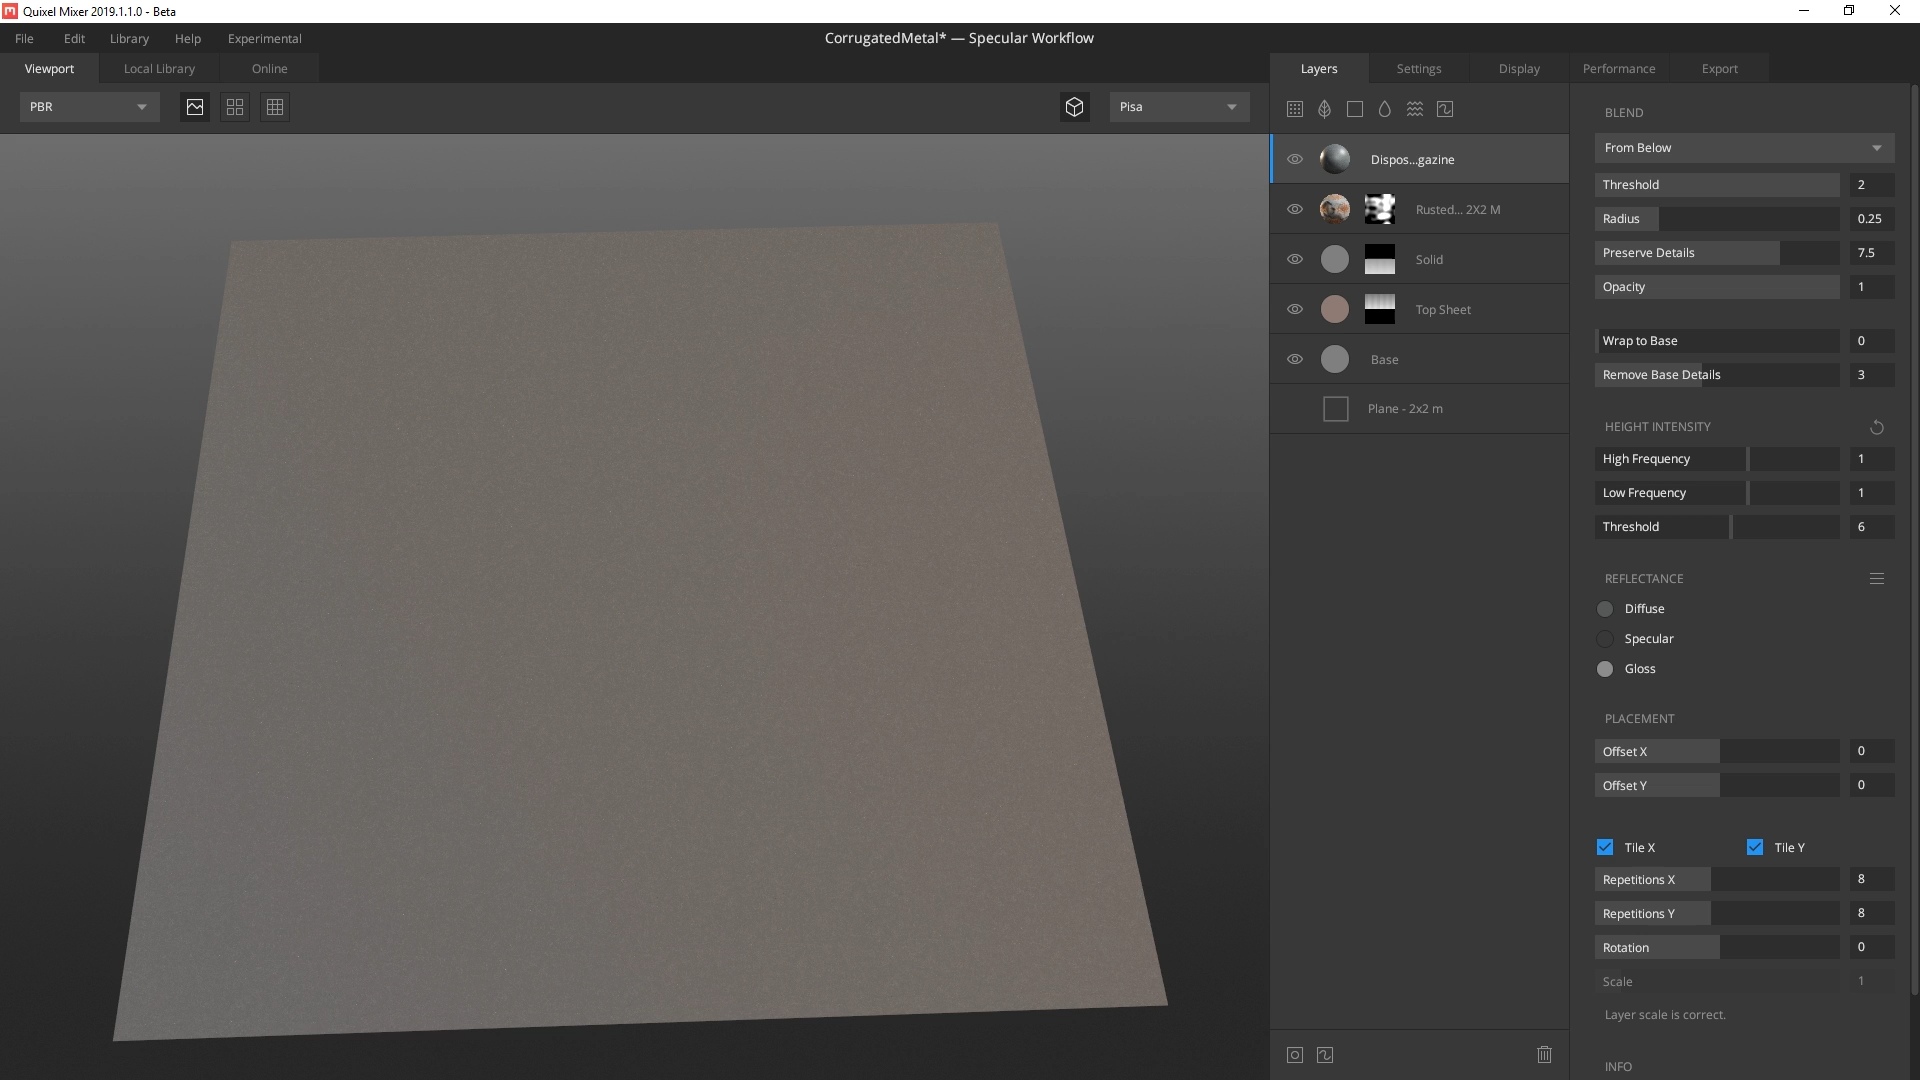 Quixel Mixer 2019.1.1.0 - Beta
File Edit Library Help Experimental
CorrugatedMetal* — Specular Workflow
Viewport Local Library Online
Layers Settings Display Performance Export
PBR
Pisa
Dispos...gazine
Rusted... 2X2 M
Solid
Top Sheet
Base
Plane - 2x2 m
BLEND
From Below
Threshold 2
Radius 0.25
Preserve Details 7.5
Opacity 1
Wrap to Base 0
Remove Base Details 3
HEIGHT INTENSITY
High Frequency 1
Low Frequency 1
Threshold 6
REFLECTANCE
Diffuse
Specular
Gloss
PLACEMENT
Offset X 0
Offset Y 0
Tile X Tile Y
Repetitions X 8
Repetitions Y 8
Rotation 0
Scale 1
Layer scale is correct.
INFO